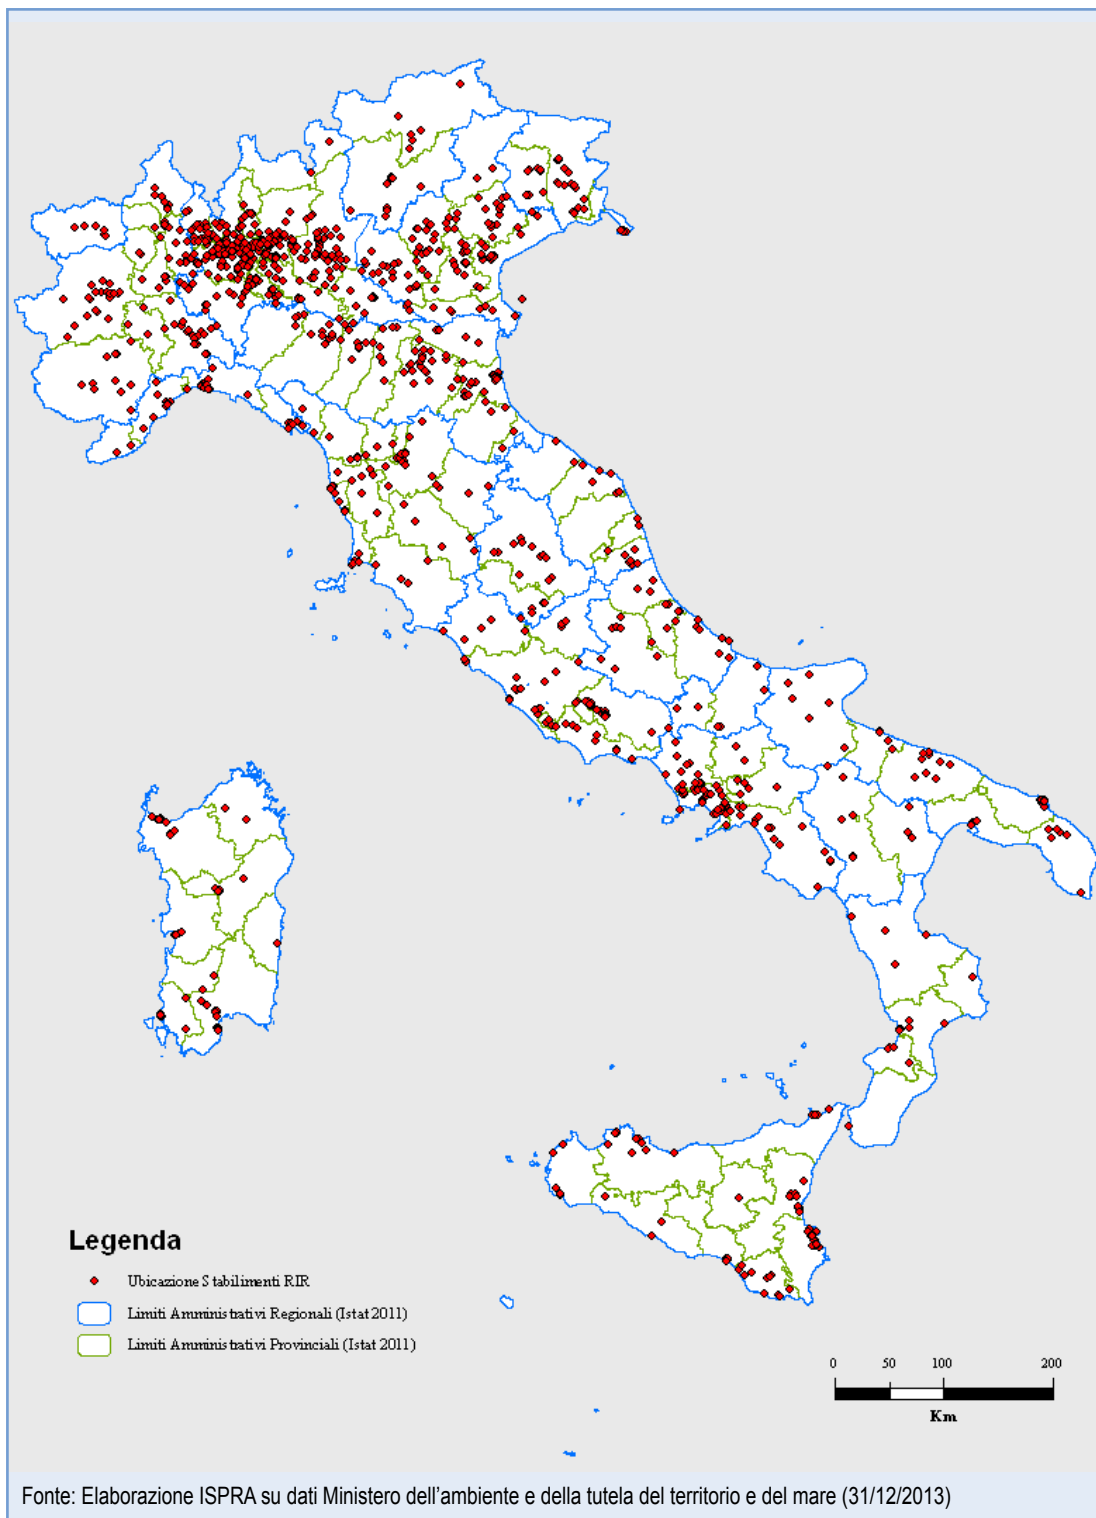 Legenda
Ubicazione Stabilimenti RIR
Limiti Amministrativi Regionali (Istat 2011)
Limiti Amministrativi Provinciali (Istat 2011)
0 50 100 200
Km
Fonte: Elaborazione ISPRA su dati Ministero dell'ambiente e della tutela del territorio e del mare (31/12/2013)